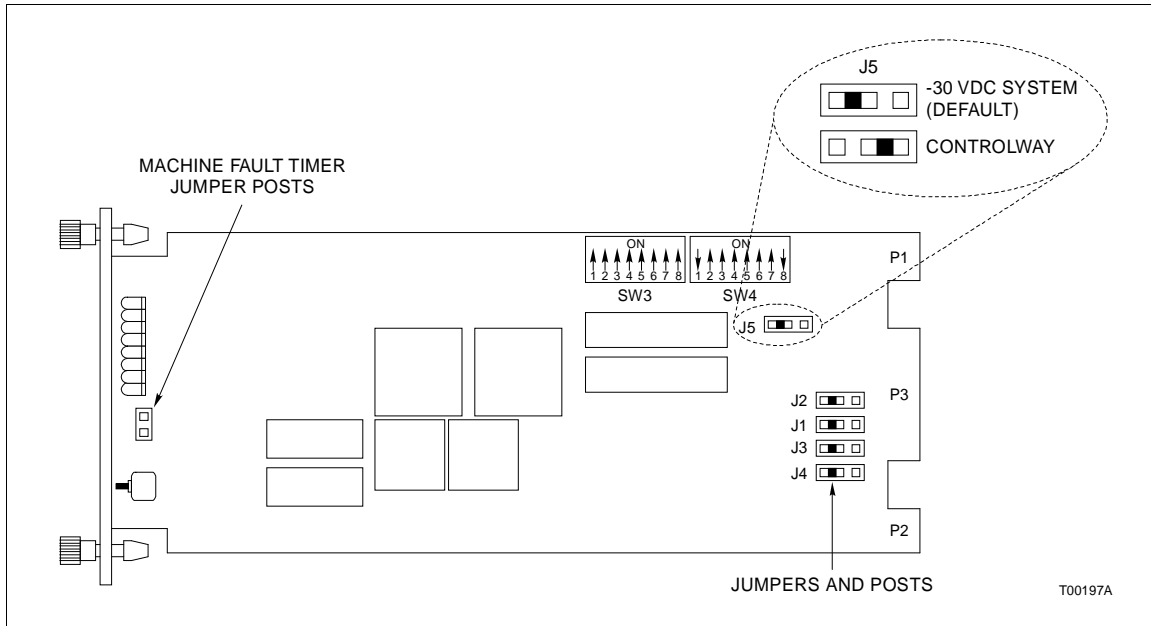 J5
-30 VDC SYSTEM
(DEFAULT)
CONTROLWAY
MACHINE FAULT TIMER
JUMPER POSTS
ON
1 2 3 4 5 6 7 8
SW3
ON
1 2 3 4 5 6 7 8
SW4
P1
J5
J2
J1
J3
J4
P3
P2
JUMPERS AND POSTS
T00197A